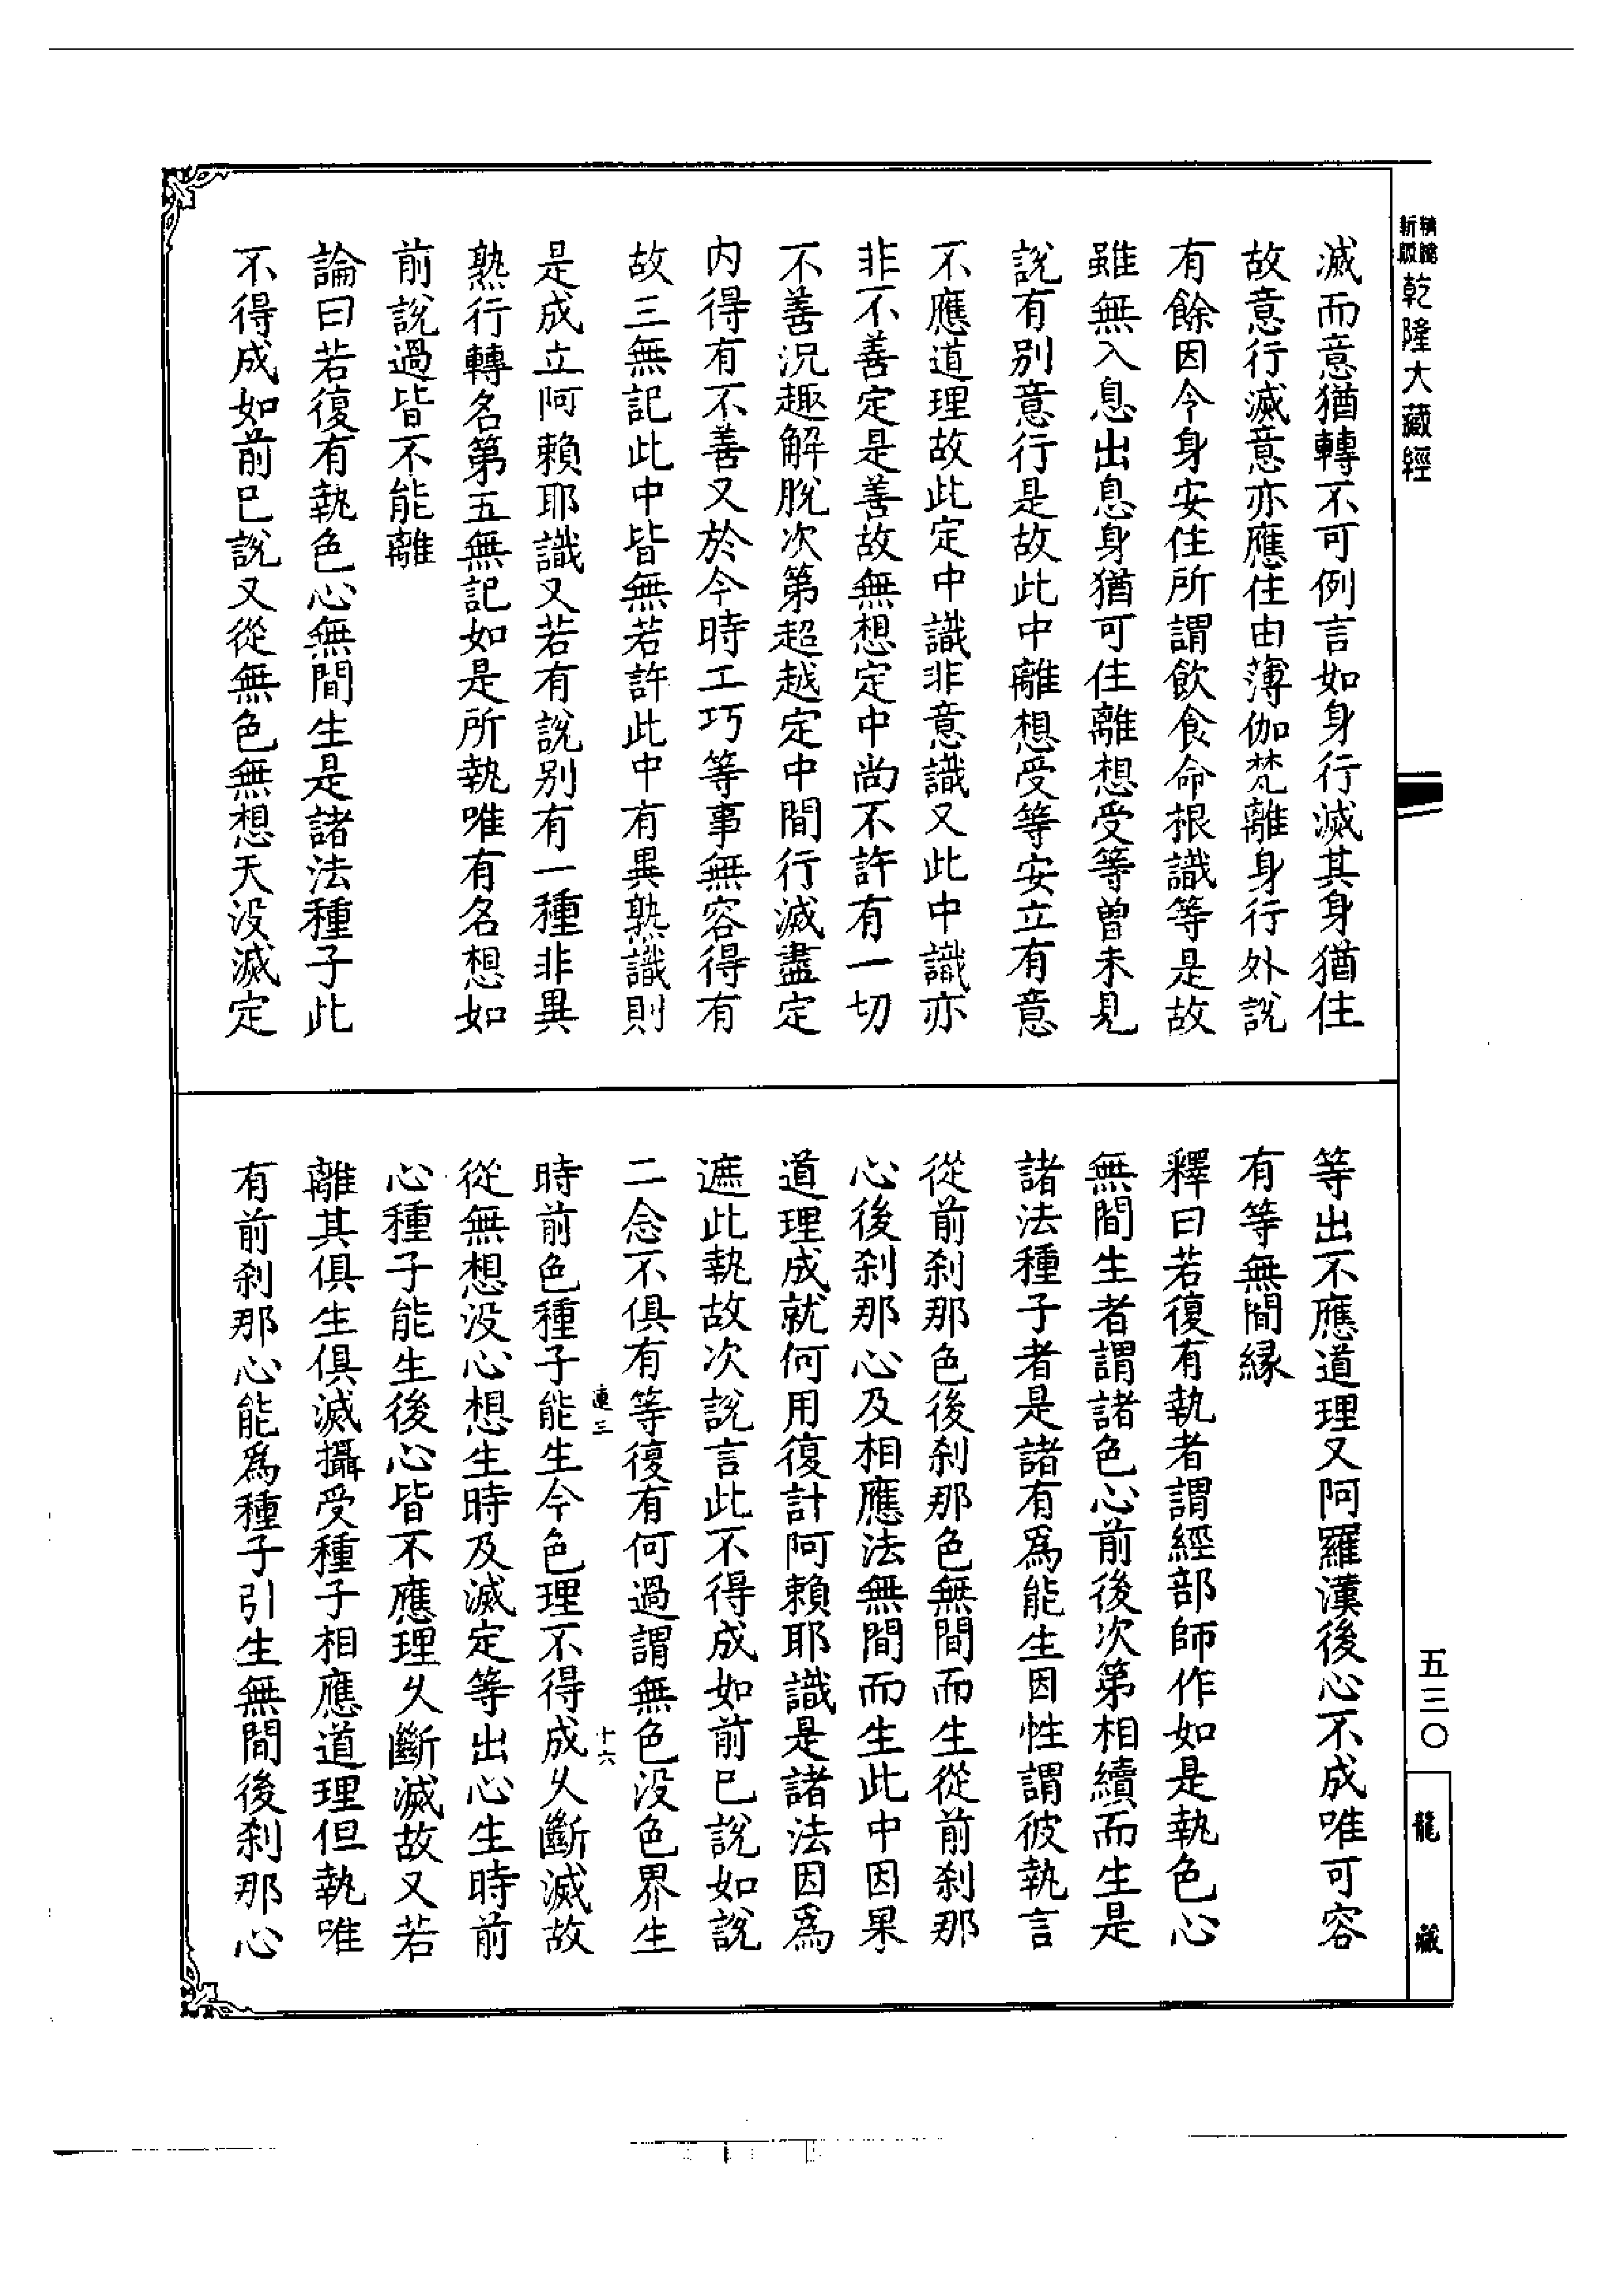 新版
精縮
乾隆大藏經
滅而意猶轉不可例言如身行滅其身猶住
故意行滅意亦應住由薄伽梵離身行外說
有餘因令身安住所謂飲食命根識等是故
雖無入息出息身猶可住離想受等曾未見
說有别意行是故此中離想受等安立有意
不應道理故此定中識非意識又此中識亦
非不善定是善故無想定中尚不許有一切
不善況趣解脫次第超越定中間行滅盡定
内得有不善又於今時工巧等事無容得有
故三無記此中皆無若許此中有異熟識則
是成立阿賴耶識又若有說别有一種非異
熟行轉名第五無記如是所執唯有名想如
前說過皆不能離
論曰若復有執色心無間生是諸法種子此
不得成如前已說又從無色無想天没滅定
等出不應道理又阿羅漢後心不成唯可容
有等無間縁
釋曰若復有執者謂經部師作如是執色心
無間生者謂諸色心前後次第相續而生是
諸法種子者是諸有爲能生因性謂彼執言
從前刹那色後刹那色無間而生從前刹那
心後刹那心及相應法無間而生此中因果
道理成就何用復計阿賴耶識是諸法因爲
遮此執故次說言此不得成如前已說如說
二念不俱有等復有何過謂無色没色界生
連三
十六
時前色種子能生今色理不得成乆斷滅故
從無想没心想生時及滅定等出心生時前
心種子能生後心皆不應理乆斷滅故又若
離其俱生俱滅攝受種子相應道理但執唯
有前刹那心能爲種子引生無間後刹那心
五三〇
龍藏